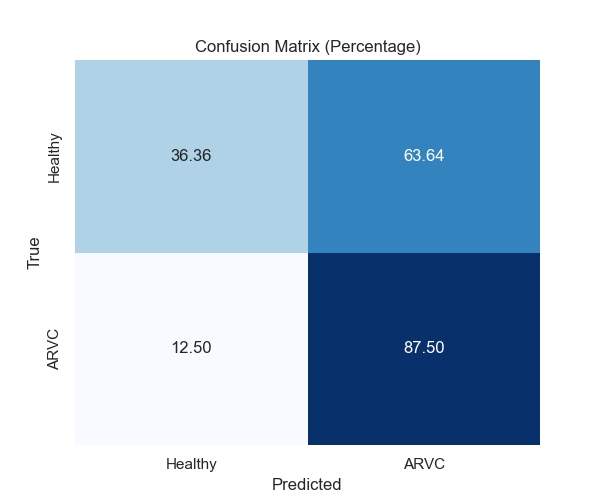 Confusion Matrix (Percentage)
Healthy
36.36
63.64
True
ARVC
12.50
87.50
Healthy
ARVC
Predicted